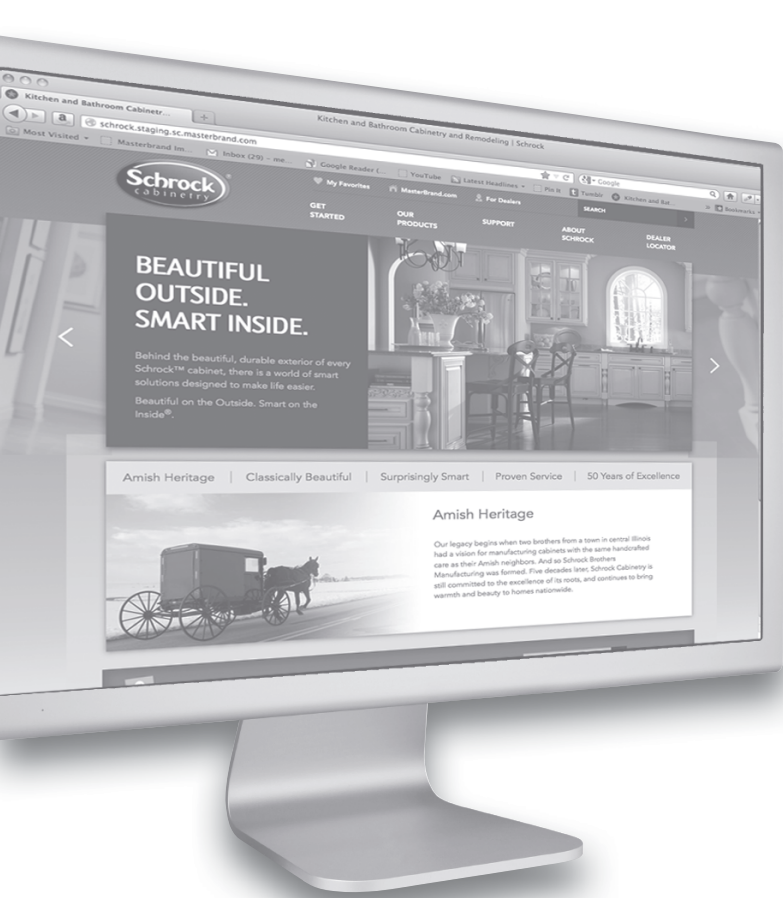 Kitchen and Bathroom Cabinetry and Remodeling | Schrock
Kitchen and Bathroom Cabinetr...
schrock.staging.sc.masterbrand.com
Google
Most Visited
Masterbrand Im...
Inbox (29) – me...
Google Reader (...
YouTube
Latest Headlines
Pin It
Tumblr
Kitchen and Bat...
Bookmarks
Schrock®
cabinetry
My Favorites
MasterBrand.com
For Dealers
SEARCH
GET
STARTED
OUR
PRODUCTS
SUPPORT
ABOUT
SCHROCK
DEALER
LOCATOR
BEAUTIFUL
OUTSIDE.
SMART INSIDE.
Behind the beautiful, durable exterior of every
Schrock™ cabinet, there is a world of smart
solutions designed to make life easier.
Beautiful on the Outside. Smart on the
Inside®.
Amish Heritage | Classically Beautiful | Surprisingly Smart | Proven Service | 50 Years of Excellence
Amish Heritage
Our legacy begins when two brothers from a town in central Illinois
had a vision for manufacturing cabinets with the same handcrafted
care as their Amish neighbors. And so Schrock Brothers
Manufacturing was formed. Five decades later, Schrock Cabinetry is
still committed to the excellence of its roots, and continues to bring
warmth and beauty to homes nationwide.